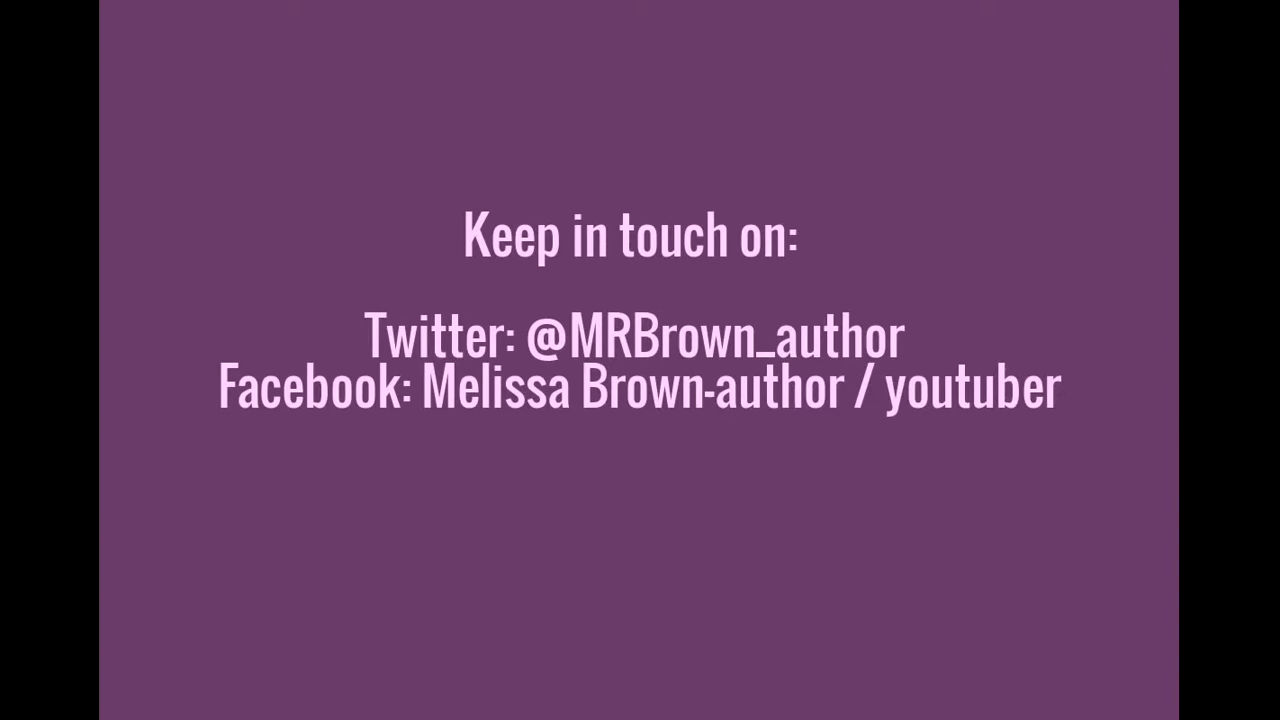 Keep in touch on:
Twitter: @MRBrown_author
Facebook: Melissa Brown-author / youtuber